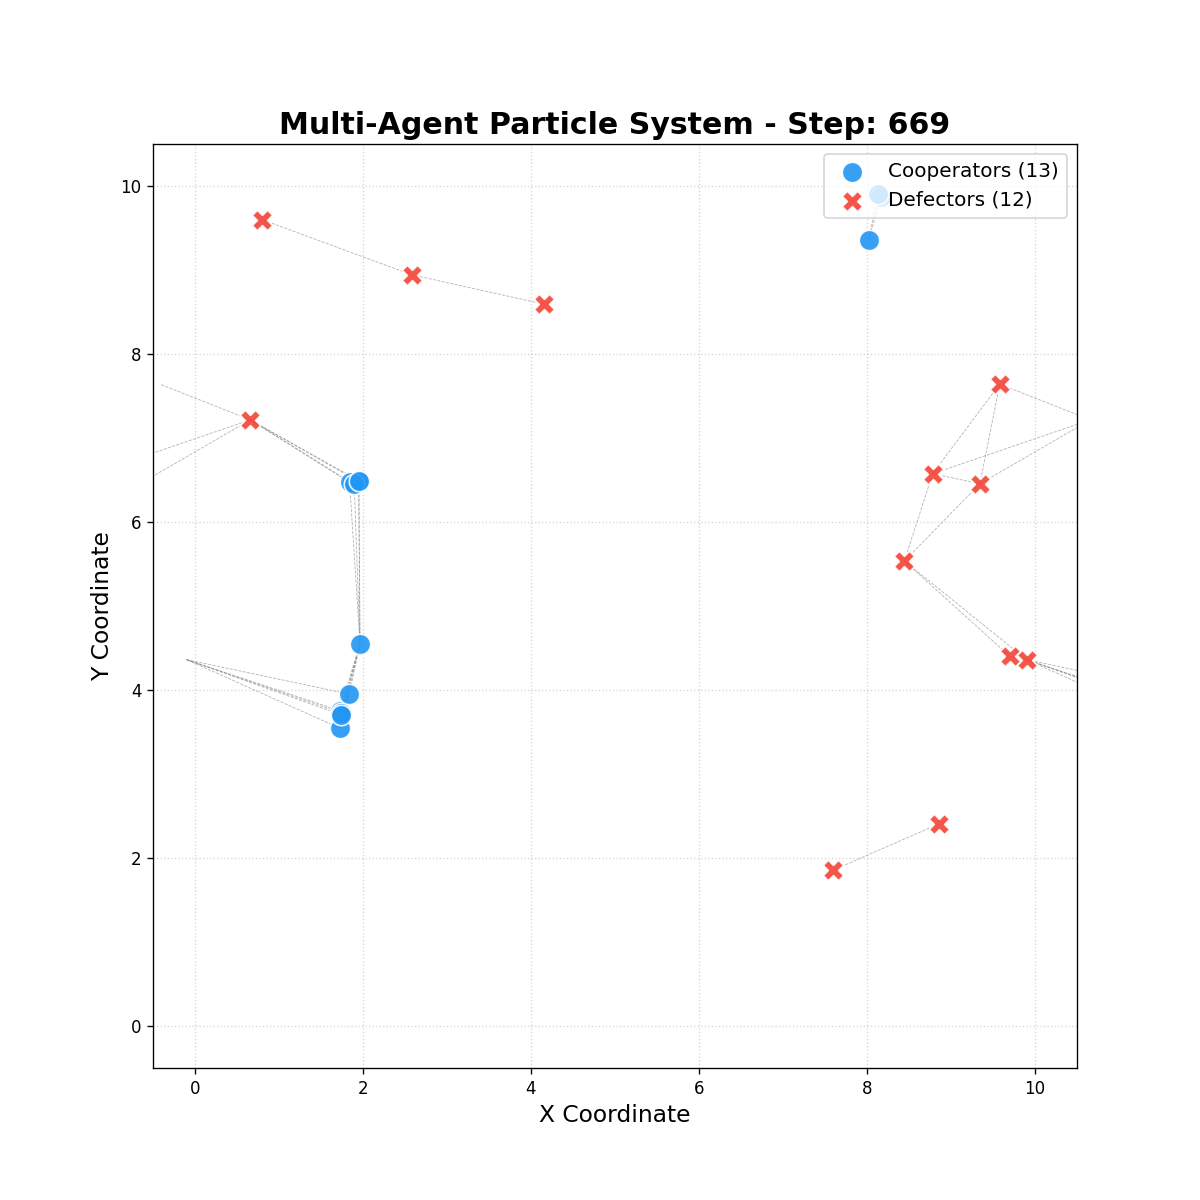 Multi-Agent Particle System - Step: 669
Cooperators (13)
Defectors (12)
10
8
6
4
2
0
Y Coordinate
0 2 4 6 8 10
X Coordinate